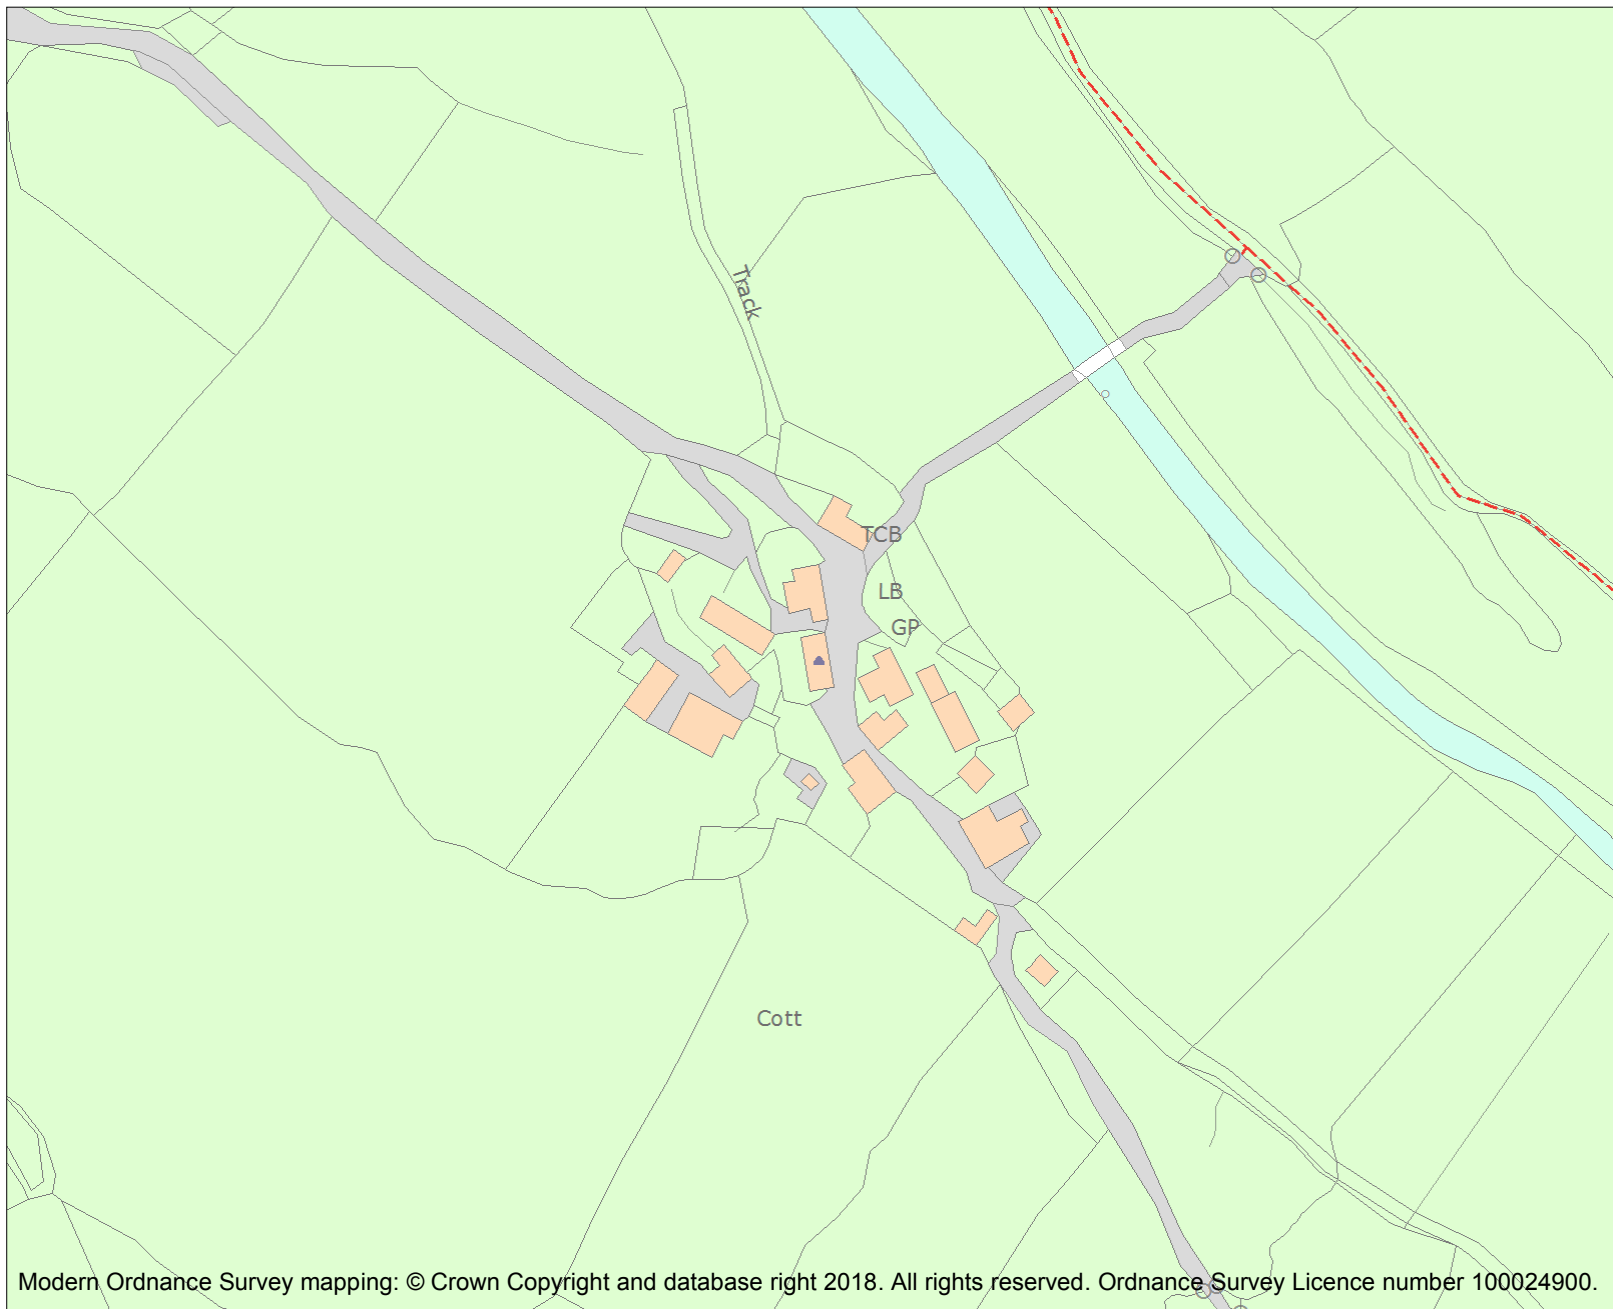 Track
TCB
LB
GP
Cott
Modern Ordnance Survey mapping: © Crown Copyright and database right 2018. All rights reserved. Ordnance Survey Licence number 100024900.